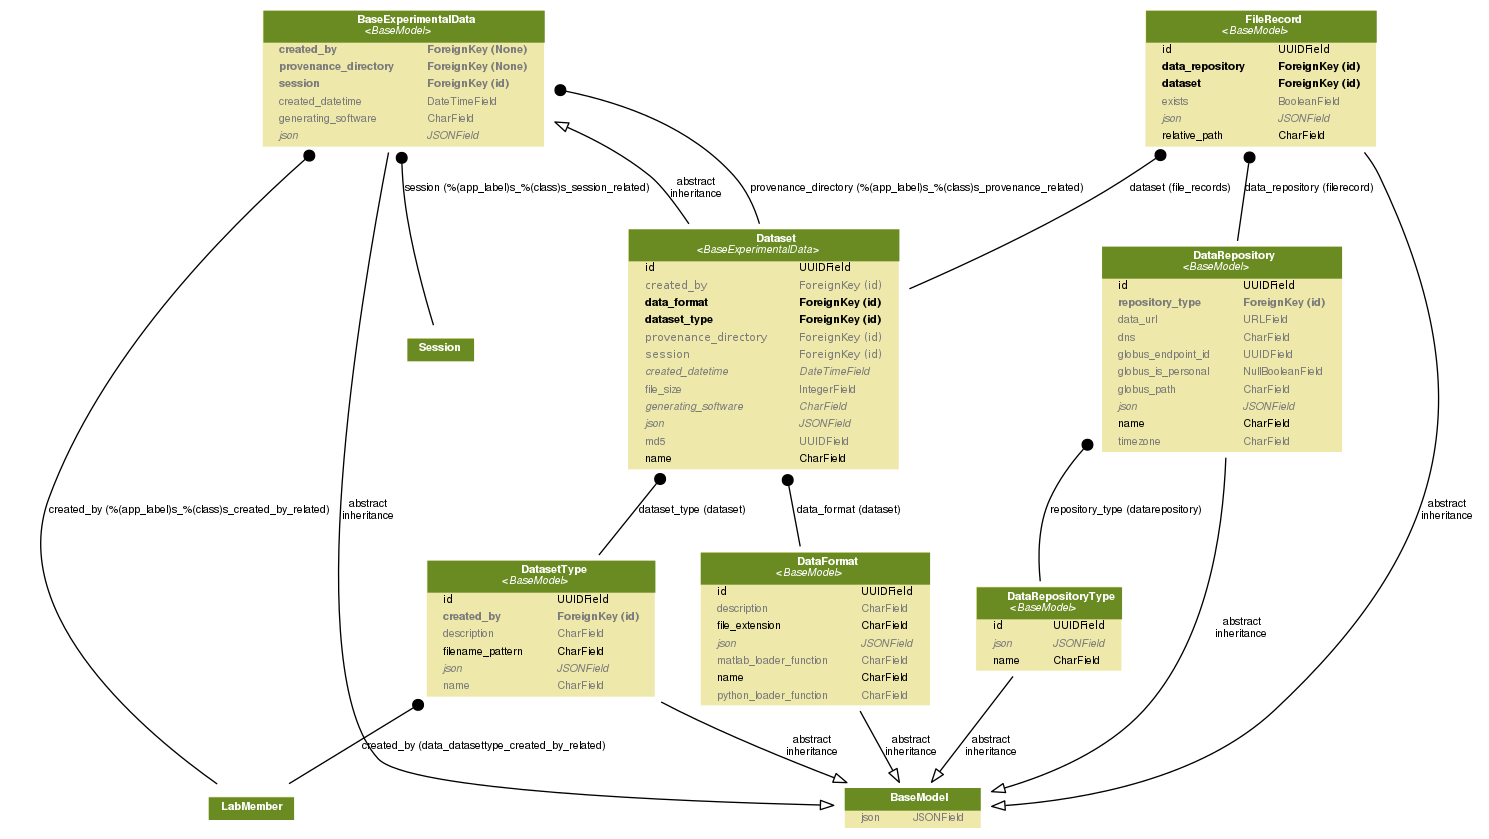 BaseExperimentalData
<BaseModel>
created_by ForeignKey (None)
provenance_directory ForeignKey (None)
session ForeignKey (id)
created_datetime DateTimeField
generating_software CharField
json JSONField
FileRecord
<BaseModel>
id UUIDField
data_repository ForeignKey (id)
dataset ForeignKey (id)
exists BooleanField
json JSONField
relative_path CharField
session (%(app_label)s_%(class)s_session_related)
abstract
inheritance
provenance_directory (%(app_label)s_%(class)s_provenance_related)
dataset (file_records)
data_repository (filerecord)
Dataset
<BaseExperimentalData>
id UUIDField
created_by ForeignKey (id)
data_format ForeignKey (id)
dataset_type ForeignKey (id)
provenance_directory ForeignKey (id)
session ForeignKey (id)
created_datetime DateTimeField
file_size IntegerField
generating_software CharField
json JSONField
md5 UUIDField
name CharField
DataRepository
<BaseModel>
id UUIDField
repository_type ForeignKey (id)
data_url URLField
dns CharField
globus_endpoint_id UUIDField
globus_is_personal NullBooleanField
globus_path CharField
json JSONField
name CharField
timezone CharField
Session
created_by (%(app_label)s_%(class)s_created_by_related)
abstract
inheritance
dataset_type (dataset)
data_format (dataset)
repository_type (datarepository)
abstract
inheritance
DatasetType
<BaseModel>
id UUIDField
created_by ForeignKey (id)
description CharField
filename_pattern CharField
json JSONField
name CharField
DataFormat
<BaseModel>
id UUIDField
description CharField
file_extension CharField
json JSONField
matlab_loader_function CharField
name CharField
python_loader_function CharField
DataRepositoryType
<BaseModel>
id UUIDField
json JSONField
name CharField
abstract
inheritance
created_by (data_datasettype_created_by_related)
abstract
inheritance
abstract
inheritance
abstract
inheritance
LabMember
BaseModel
json JSONField